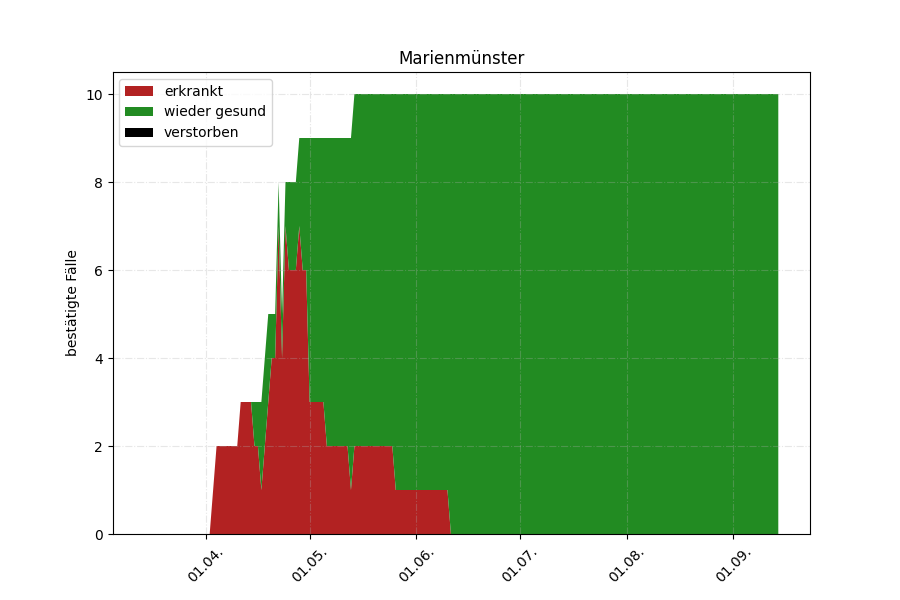 Marienmünster
erkrankt
wieder gesund
verstorben
bestätigte Fälle
10
8
6
4
2
0
01.04.
01.05.
01.06.
01.07.
01.08.
01.09.